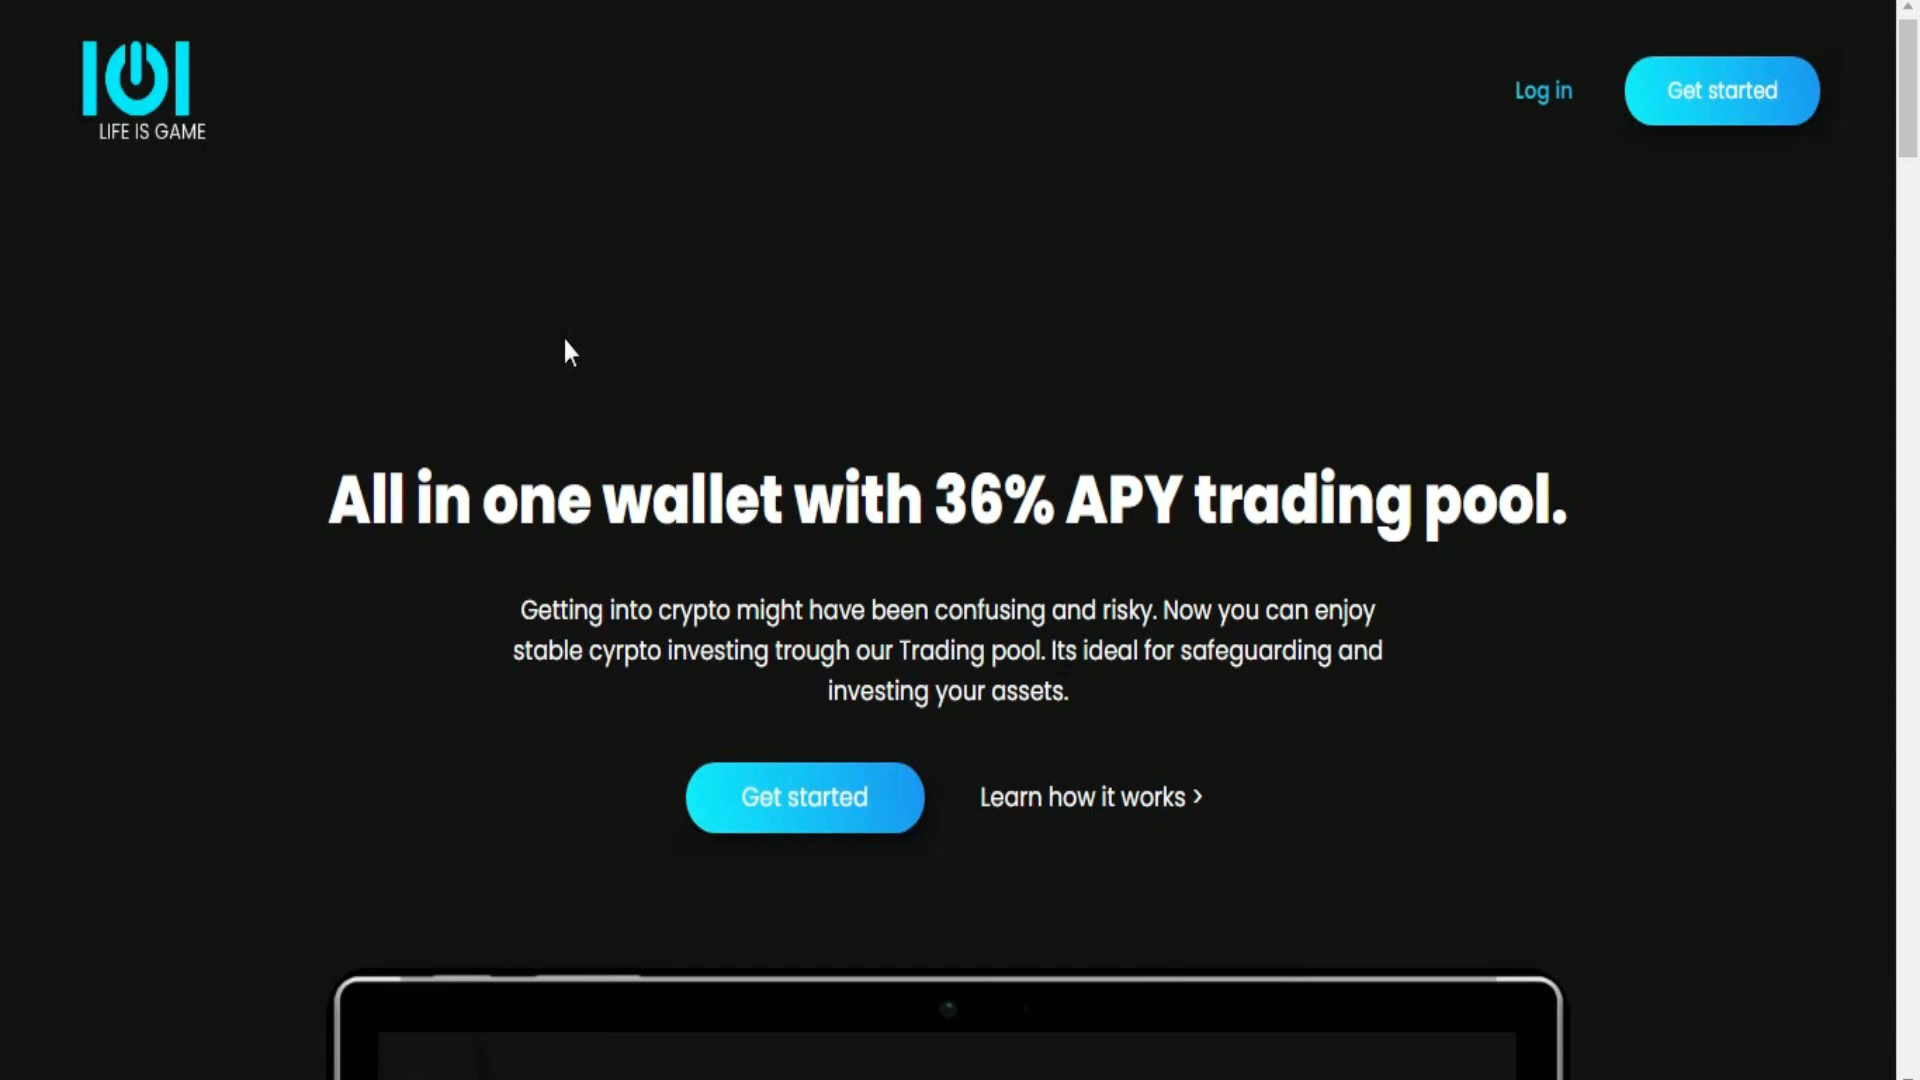 IOI
LIFE IS GAME
Log in
Get started
All in one wallet with 36% APY trading pool.
Getting into crypto might have been confusing and risky. Now you can enjoy
stable cyrpto investing trough our Trading pool. Its ideal for safeguarding and
investing your assets.
Get started
Learn how it works >